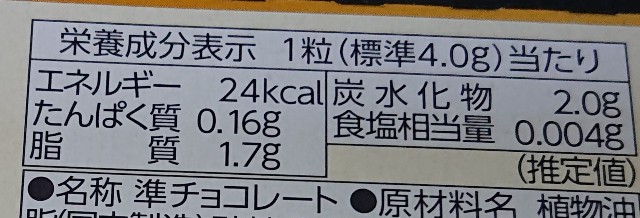 栄養成分表示 1粒(標準4.0g)当たり
エネルギー 24kcal
たんぱく質 0.16g
脂質 1.7g
炭水化物 2.0g
食塩相当量 0.004g
(推定値)
●名称 準チョコレート ●原材料名 植物油